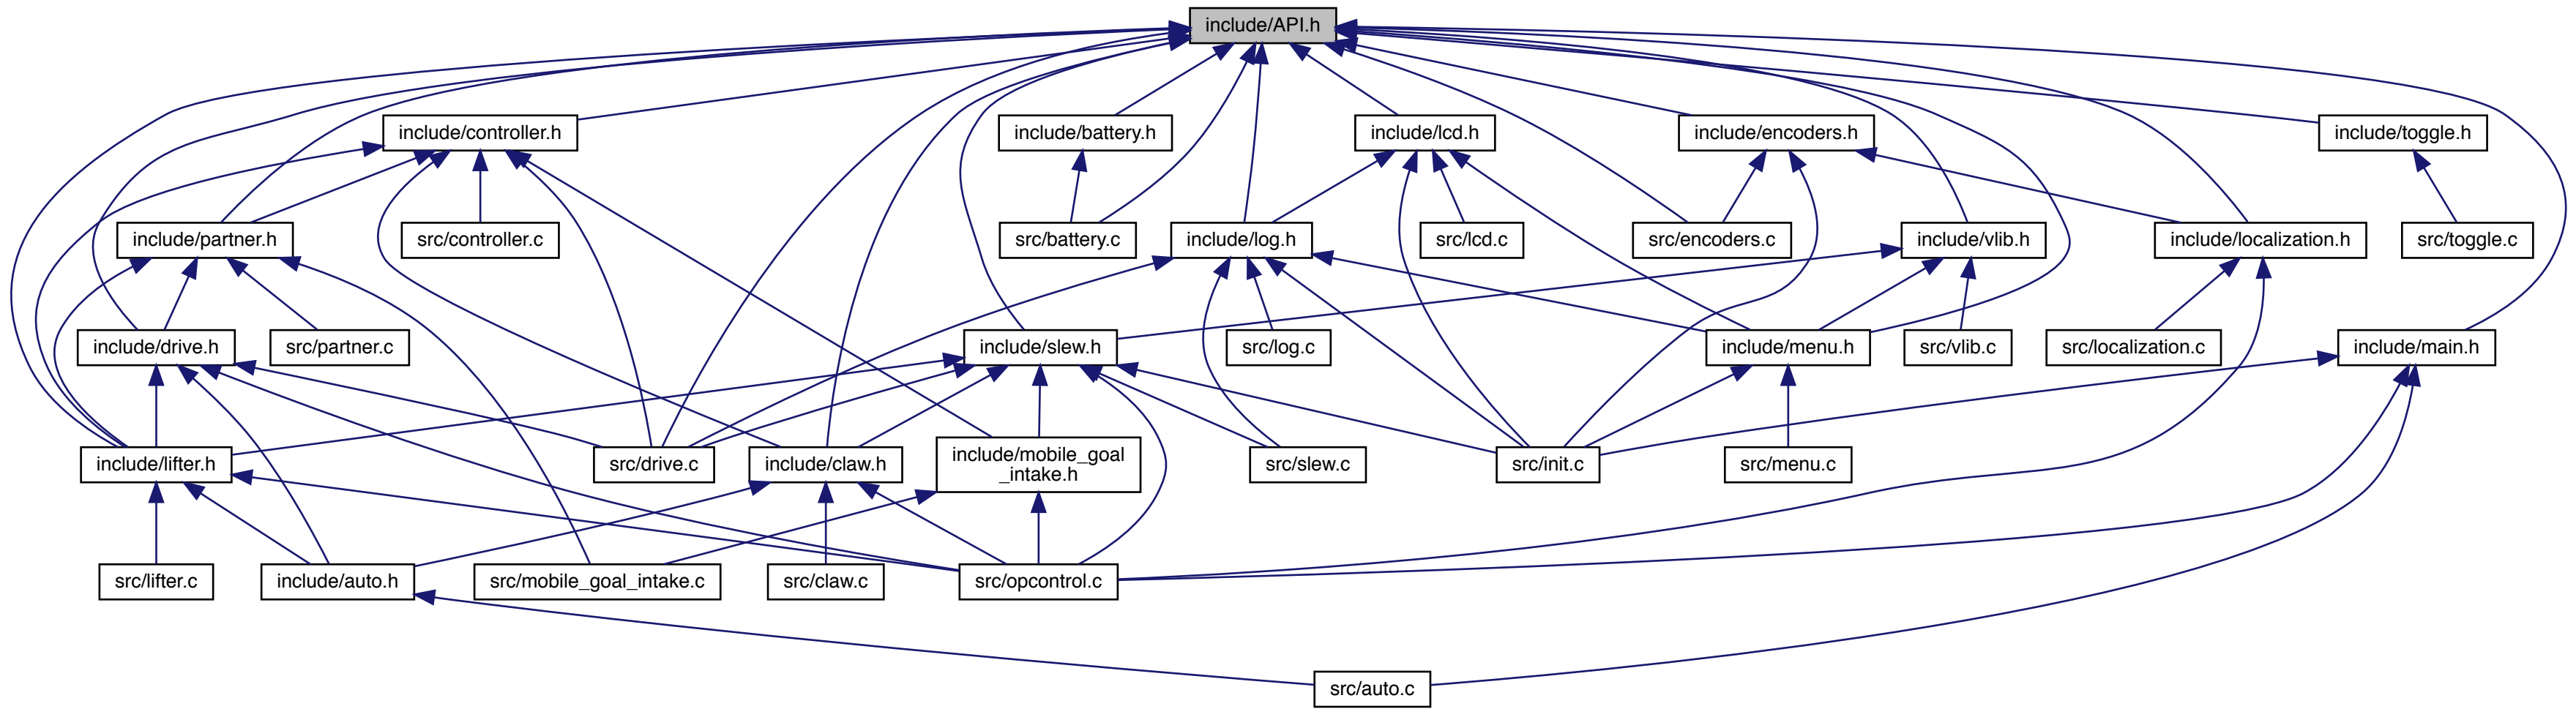 include/API.h
include/controller.h
include/battery.h
include/lcd.h
include/encoders.h
include/toggle.h
include/partner.h
src/controller.c
src/battery.c
include/log.h
src/lcd.c
src/encoders.c
include/vlib.h
include/localization.h
src/toggle.c
include/drive.h
src/partner.c
include/slew.h
src/log.c
include/menu.h
src/vlib.c
src/localization.c
include/main.h
include/lifter.h
src/drive.c
include/claw.h
include/mobile_goal
_intake.h
src/slew.c
src/init.c
src/menu.c
src/lifter.c
include/auto.h
src/mobile_goal_intake.c
src/claw.c
src/opcontrol.c
src/auto.c